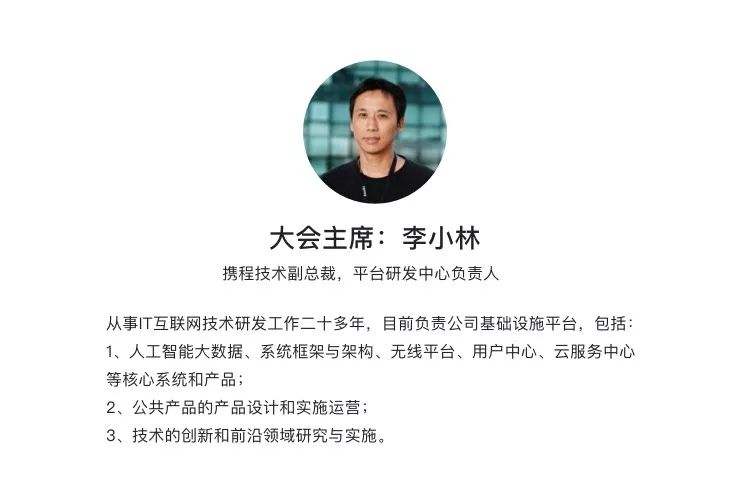 大会主席：李小林
携程技术副总裁，平台研发中心负责人
从事IT互联网技术研发工作二十多年，目前负责公司基础设施平台，包括：
1、人工智能大数据、系统框架与架构、无线平台、用户中心、云服务中心
等核心系统和产品；
2、公共产品的产品设计和实施运营；
3、技术的创新和前沿领域研究与实施。